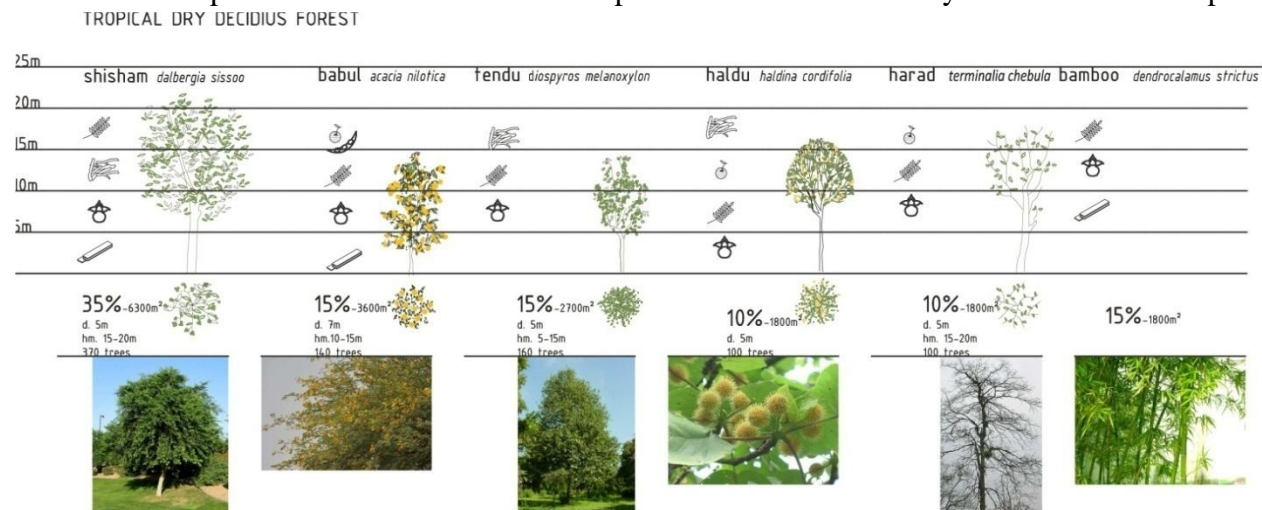 TROPICAL DRY DECIDIUS FOREST
25m
shisham dalbergia sissoo
babul acacia nilotica
tendu diospyros melanoxylon
haldu haldina cordifolia
harad terminalia chebula
bamboo dendrocalamus strictus
20m
15m
10m
5m
35%-6300m²
d. 5m
hm. 15-20m
370 trees
15%-3600m²
d. 7m
hm.10-15m
140 trees
15%-2700m²
d. 5m
hm. 5-15m
160 trees
10%-1800m²
d. 5m
100 trees
10%-1800m²
d. 5m
hm. 15-20m
100 trees
15%-1800m²